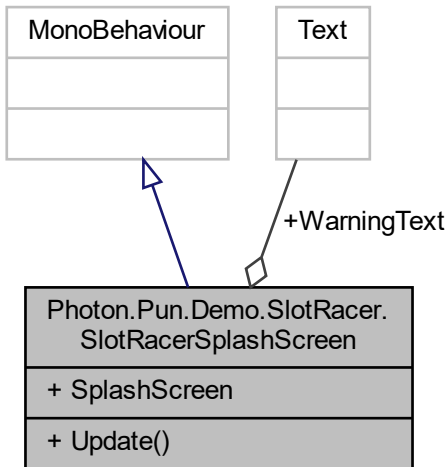 MonoBehaviour
Text
+WarningText
Photon.Pun.Demo.SlotRacer.
SlotRacerSplashScreen
+ SplashScreen
+ Update()